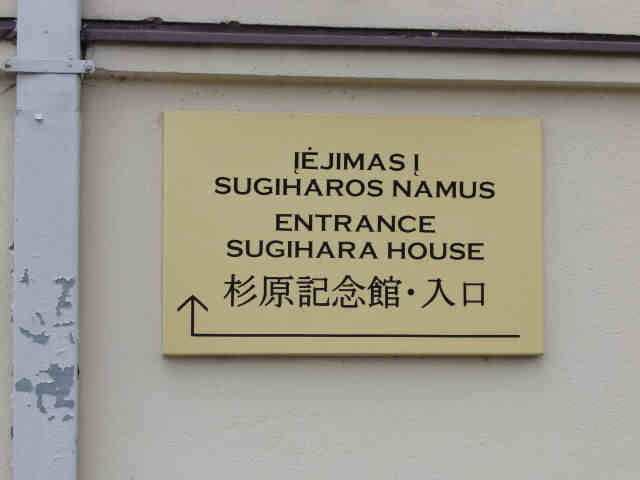 ĮĖJIMAS Į
SUGIHAROS NAMUS
ENTRANCE
SUGIHARA HOUSE
杉原記念館・入口